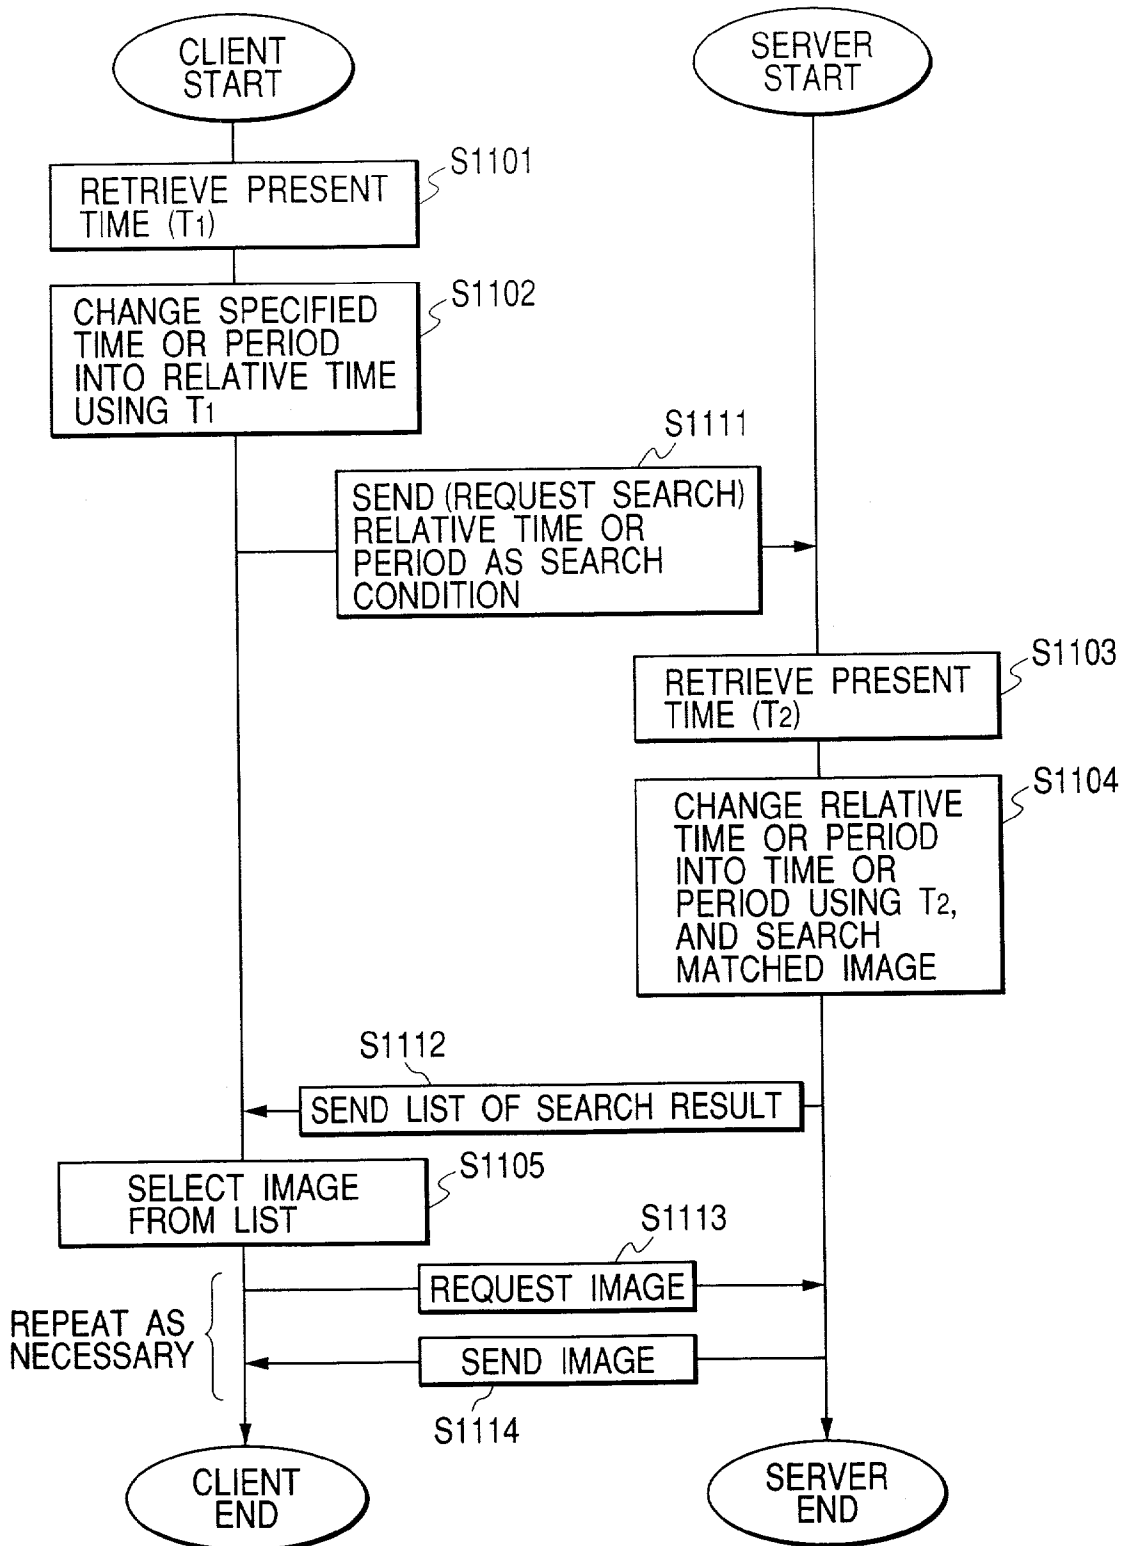 CLIENT
START
SERVER
START
S1101
RETRIEVE PRESENT
TIME (T1)
S1102
CHANGE SPECIFIED
TIME OR PERIOD
INTO RELATIVE TIME
USING T1
S1111
SEND (REQUEST SEARCH)
RELATIVE TIME OR
PERIOD AS SEARCH
CONDITION
S1103
RETRIEVE PRESENT
TIME (T2)
S1104
CHANGE RELATIVE
TIME OR PERIOD
INTO TIME OR
PERIOD USING T2,
AND SEARCH
MATCHED IMAGE
S1112
SEND LIST OF SEARCH RESULT
S1105
SELECT IMAGE
FROM LIST
S1113
REQUEST IMAGE
REPEAT AS
NECESSARY
SEND IMAGE
S1114
CLIENT
END
SERVER
END